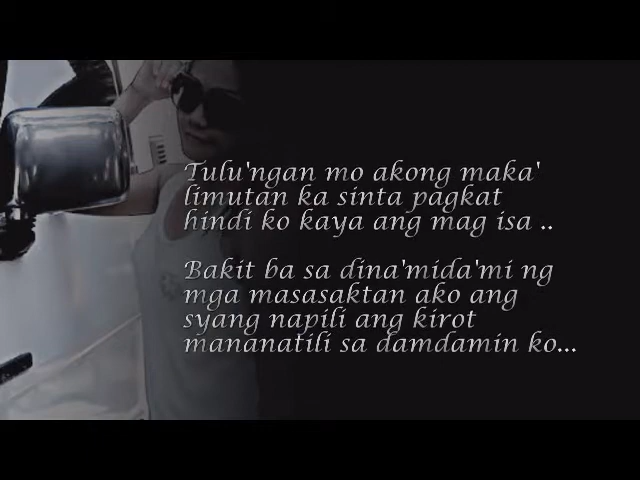 Tulu'ngan mo akong maka'
limutan ka sinta pagkat
hindi ko kaya ang mag isa ..
Bakit ba sa dina'mida'mi ng
mga masasaktan ako ang
syang napili ang kirot
mananatili sa damdamin ko...